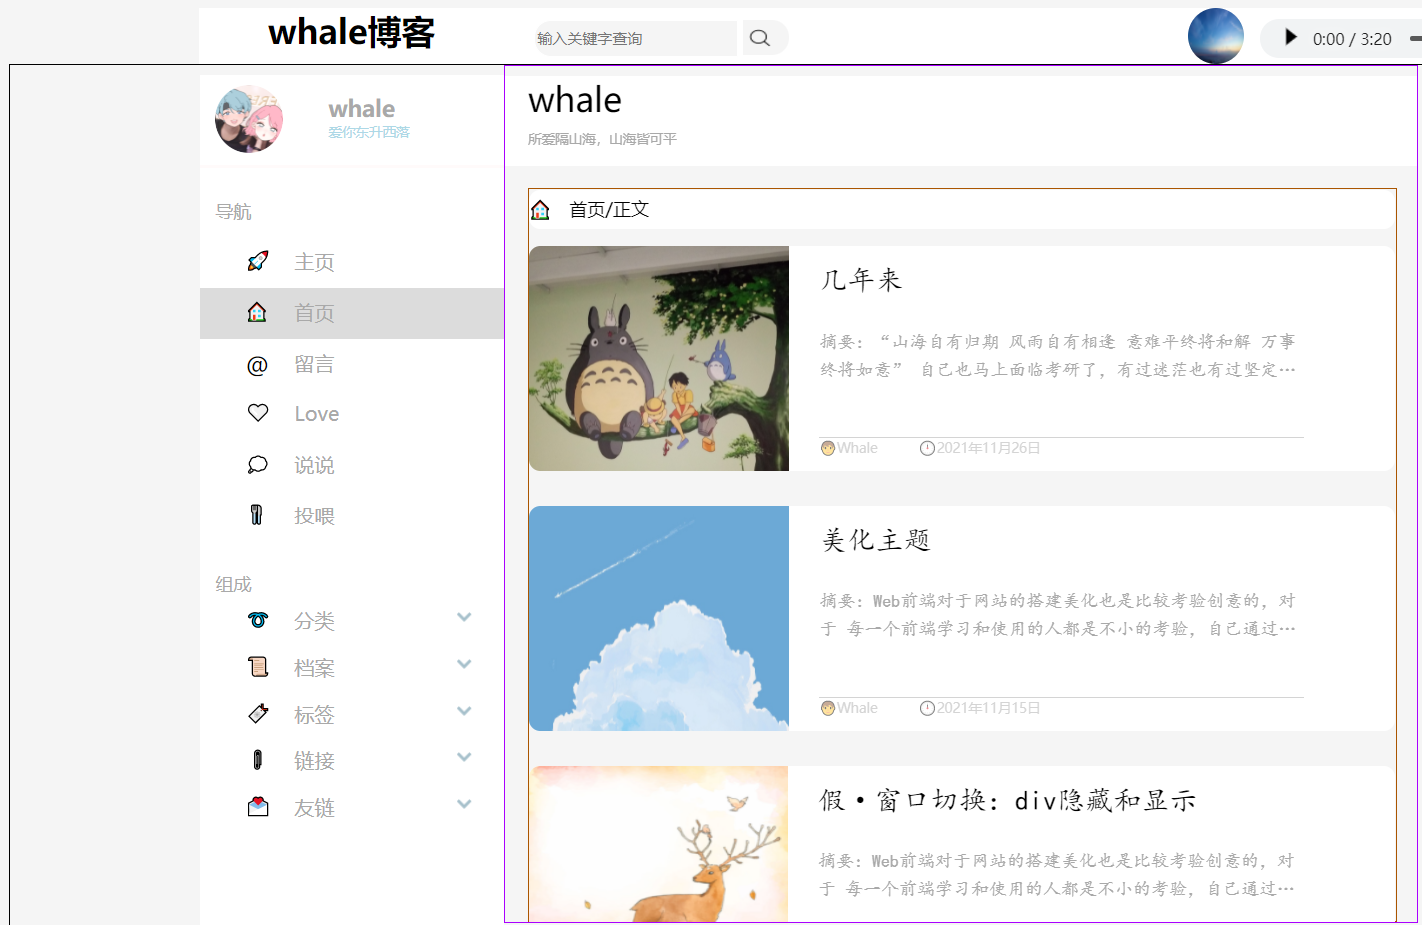 whale博客
输入关键字查询
0:00 / 3:20
whale
爱你东升西落
导航
主页
首页
@ 留言
Love
说说
投喂
组成
分类
档案
标签
链接
友链
whale
所爱隔山海，山海皆可平
首页/正文
几年来
摘要：“山海自有归期 风雨自有相逢 意难平终将和解 万事
终将如意” 自己也马上面临考研了，有过迷茫也有过坚定…
Whale 2021年11月26日
美化主题
摘要：Web前端对于网站的搭建美化也是比较考验创意的，对
于 每一个前端学习和使用的人都是不小的考验，自己通过…
Whale 2021年11月15日
假·窗口切换：div隐藏和显示
摘要：Web前端对于网站的搭建美化也是比较考验创意的，对
于 每一个前端学习和使用的人都是不小的考验，自己通过…